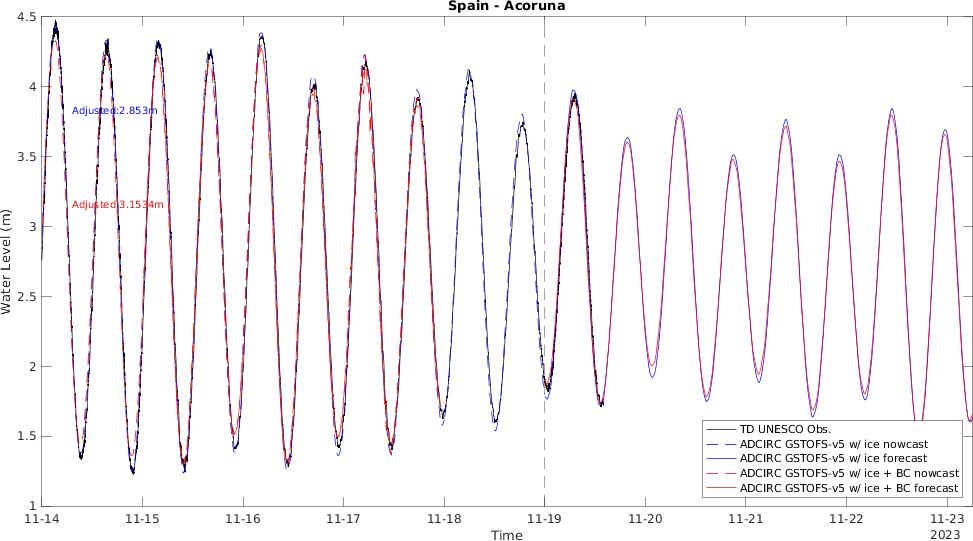 Spain - Acoruna
4.5
4
3.5
3
2.5
2
1.5
1
Water Level (m)
Adjusted:2.853m
Adjusted:3.1534m
TD UNESCO Obs.
ADCIRC GSTOFS-v5 w/ ice nowcast
ADCIRC GSTOFS-v5 w/ ice forecast
ADCIRC GSTOFS-v5 w/ ice + BC nowcast
ADCIRC GSTOFS-v5 w/ ice + BC forecast
11-14 11-15 11-16 11-17 11-18 11-19 11-20 11-21 11-22 11-23
Time
2023